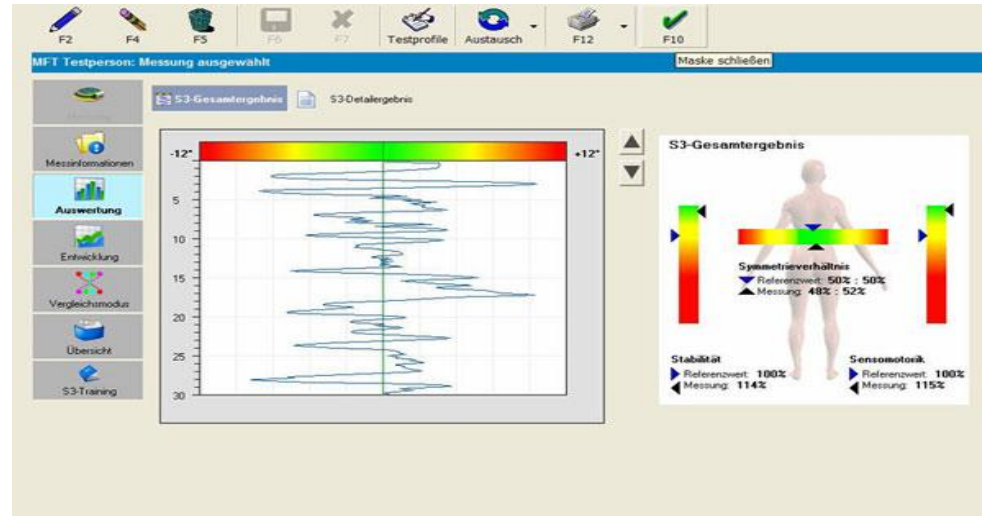 F2 F4 F5 F6 F7 Testprofile Austausch F12 F10
MFT Testperson: Messung ausgewählt
Maske schließen
S3-Gesamtergebnis S3-Detailergebnis
Messinformationen
Auswertung
Entwicklung
Vergleichsmodus
Übersicht
S3-Training
-12° +12°
5
10
15
20
25
30
S3-Gesamtergebnis
Symmetrieverhältnis
Referenzwert: 50% : 50%
Messung: 48% : 52%
Stabilität
Referenzwert: 100%
Messung: 114%
Sensomotorik
Referenzwert: 100%
Messung: 115%